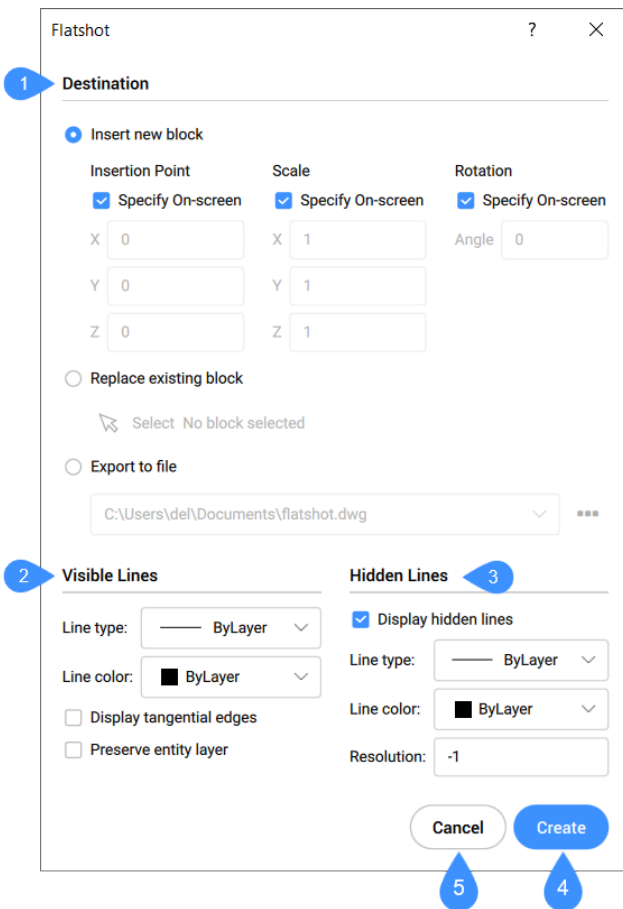 Flatshot ? ×
1 Destination
Insert new block
Insertion Point Scale Rotation
Specify On-screen Specify On-screen Specify On-screen
X 0 X 1 Angle 0
Y 0 Y 1
Z 0 Z 1
Replace existing block
Select No block selected
Export to file
C:\Users\del\Documents\flatshot.dwg
2 Visible Lines Hidden Lines 3
Display hidden lines
Line type: ByLayer Line type: ByLayer
Line color: ByLayer Line color: ByLayer
Display tangential edges
Preserve entity layer Resolution: -1
Cancel Create
5 4